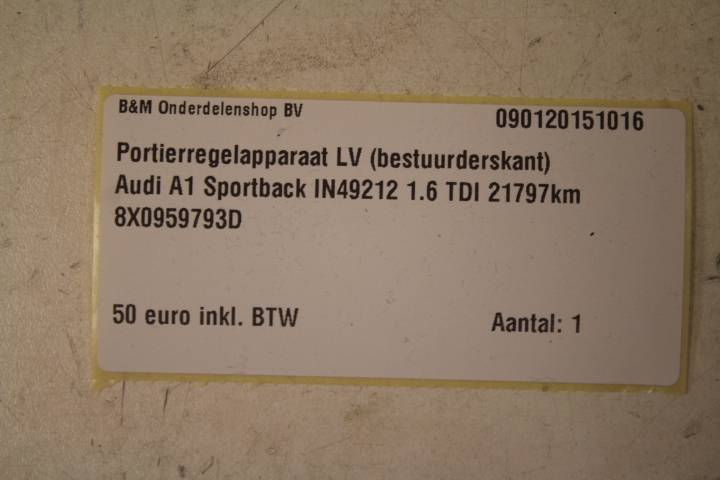 B&M Onderdelenshop BV 090120151016
Portierregelapparaat LV (bestuurderskant)
Audi A1 Sportback IN49212 1.6 TDI 21797km
8X0959793D
50 euro inkl. BTW Aantal: 1